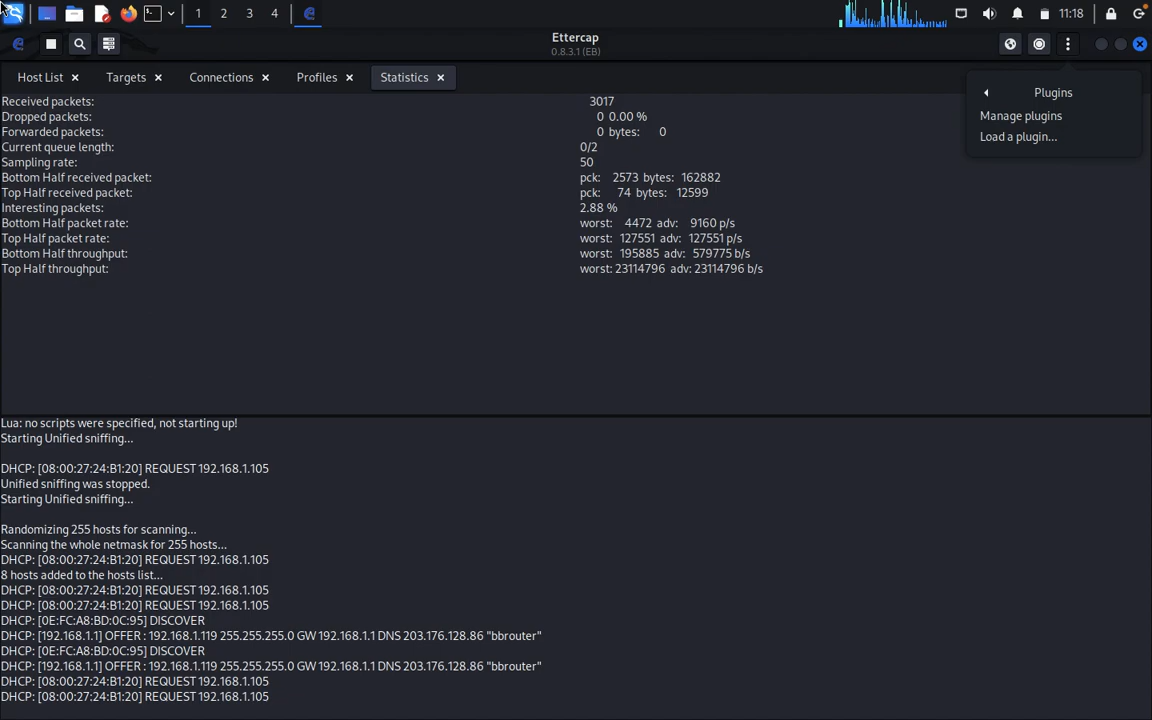 1 2 3 4 11:18
Ettercap
0.8.3.1 (EB)
Host List × Targets × Connections × Profiles × Statistics ×
Plugins
Manage plugins
Load a plugin...
Received packets: 3017
Dropped packets: 0 0.00 %
Forwarded packets: 0 bytes: 0
Current queue length: 0/2
Sampling rate: 50
Bottom Half received packet: pck: 2573 bytes: 162882
Top Half received packet: pck: 74 bytes: 12599
Interesting packets: 2.88 %
Bottom Half packet rate: worst: 4472 adv: 9160 p/s
Top Half packet rate: worst: 127551 adv: 127551 p/s
Bottom Half throughput: worst: 195885 adv: 579775 b/s
Top Half throughput: worst: 23114796 adv: 23114796 b/s
Lua: no scripts were specified, not starting up!
Starting Unified sniffing...
DHCP: [08:00:27:24:B1:20] REQUEST 192.168.1.105
Unified sniffing was stopped.
Starting Unified sniffing...
Randomizing 255 hosts for scanning...
Scanning the whole netmask for 255 hosts...
DHCP: [08:00:27:24:B1:20] REQUEST 192.168.1.105
8 hosts added to the hosts list...
DHCP: [08:00:27:24:B1:20] REQUEST 192.168.1.105
DHCP: [08:00:27:24:B1:20] REQUEST 192.168.1.105
DHCP: [0E:FC:A8:BD:0C:95] DISCOVER
DHCP: [192.168.1.1] OFFER : 192.168.1.119 255.255.255.0 GW 192.168.1.1 DNS 203.176.128.86 "bbrouter"
DHCP: [0E:FC:A8:BD:0C:95] DISCOVER
DHCP: [192.168.1.1] OFFER : 192.168.1.119 255.255.255.0 GW 192.168.1.1 DNS 203.176.128.86 "bbrouter"
DHCP: [08:00:27:24:B1:20] REQUEST 192.168.1.105
DHCP: [08:00:27:24:B1:20] REQUEST 192.168.1.105